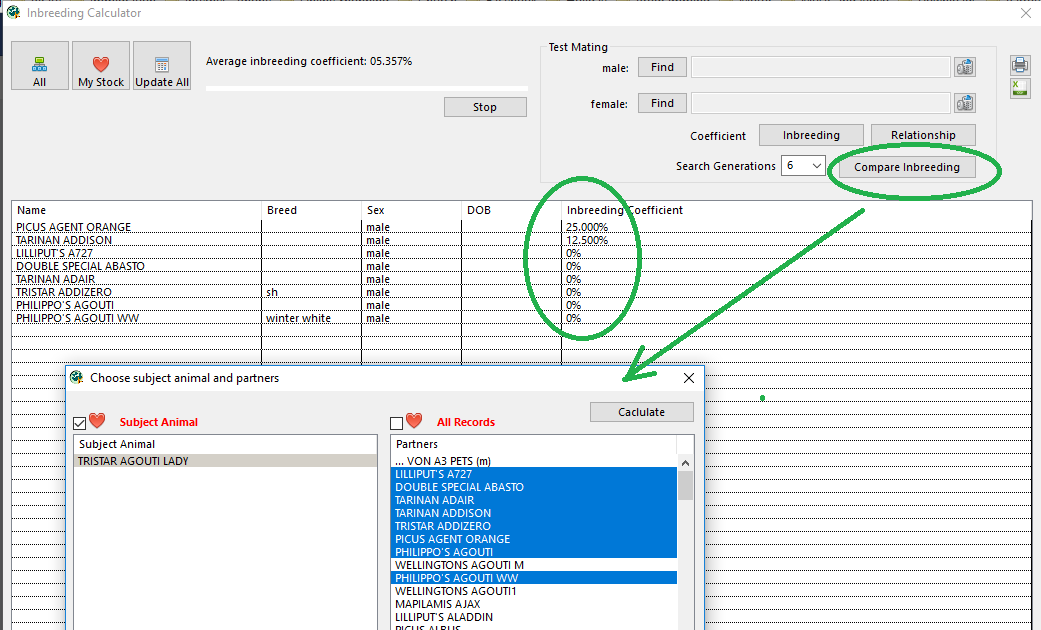 Inbreeding Calculator
All
My Stock
Update All
Average inbreeding coefficient: 05.357%
Stop
Test Mating
male: Find
female: Find
Coefficient Inbreeding Relationship
Search Generations 6 Compare Inbreeding
Name Breed Sex DOB Inbreeding Coefficient
PICUS AGENT ORANGE male 25.000%
TARINAN ADDISON male 12.500%
LILLIPUT'S A727 male 0%
DOUBLE SPECIAL ABASTO male 0%
TARINAN ADAIR male 0%
TRISTAR ADDIZERO sh male 0%
PHILIPPO'S AGOUTI male 0%
PHILIPPO'S AGOUTI WW winter white male 0%
Choose subject animal and partners
Caclulate
Subject Animal
All Records
Subject Animal
TRISTAR AGOUTI LADY
Partners
... VON A3 PETS (m)
LILLIPUT'S A727
DOUBLE SPECIAL ABASTO
TARINAN ADAIR
TARINAN ADDISON
TRISTAR ADDIZERO
PICUS AGENT ORANGE
PHILIPPO'S AGOUTI
WELLINGTONS AGOUTI M
PHILIPPO'S AGOUTI WW
WELLINGTONS AGOUTI1
MAPILAMIS AJAX
LILLIPUT'S ALADDIN
PICUS ALBUS